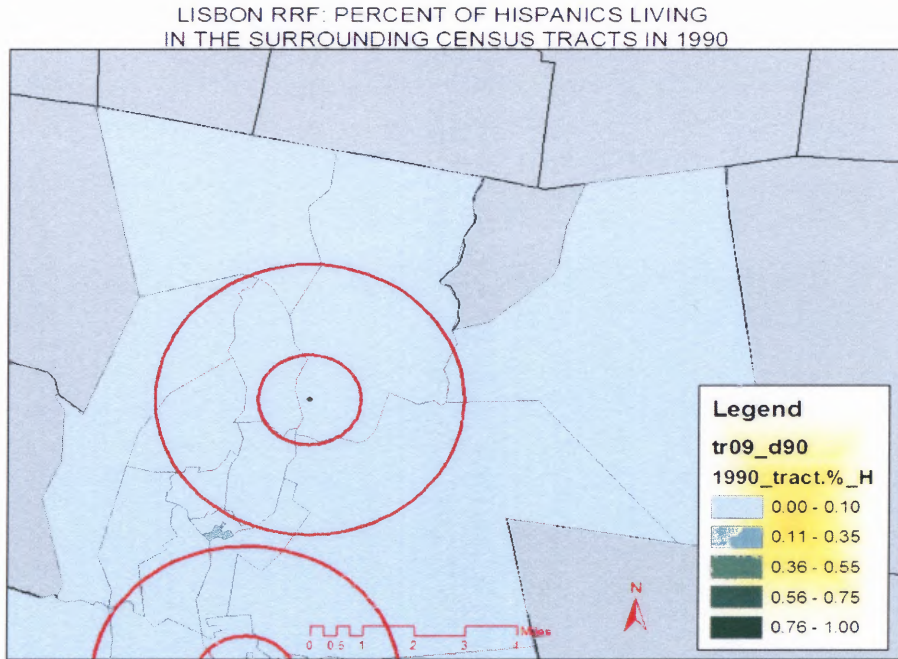 LISBON RRF: PERCENT OF HISPANICS LIVING
IN THE SURROUNDING CENSUS TRACTS IN 1990
Legend
tr09_d90
1990_tract.%_H
0.00 - 0.10
0.11 - 0.35
0.36 - 0.55
0.56 - 0.75
0.76 - 1.00
N
Miles
0 0.5 1 2 3 4